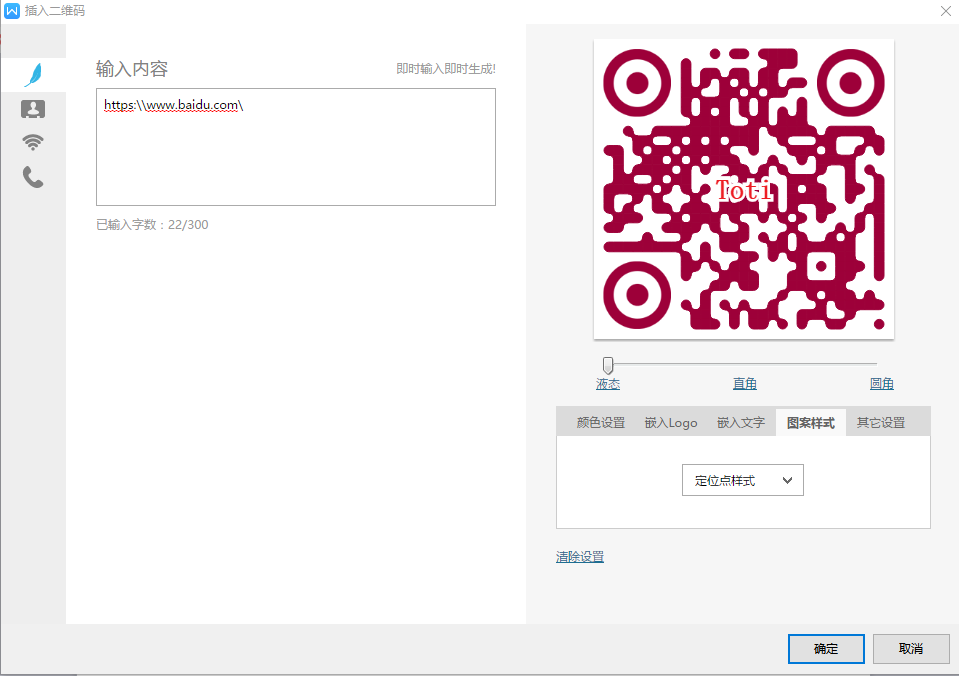 插入二维码
输入内容
即时输入即时生成!
https:\\www.baidu.com\
已输入字数：22/300
Toti
液态
直角
圆角
颜色设置
嵌入Logo
嵌入文字
图案样式
其它设置
定位点样式
清除设置
确定
取消